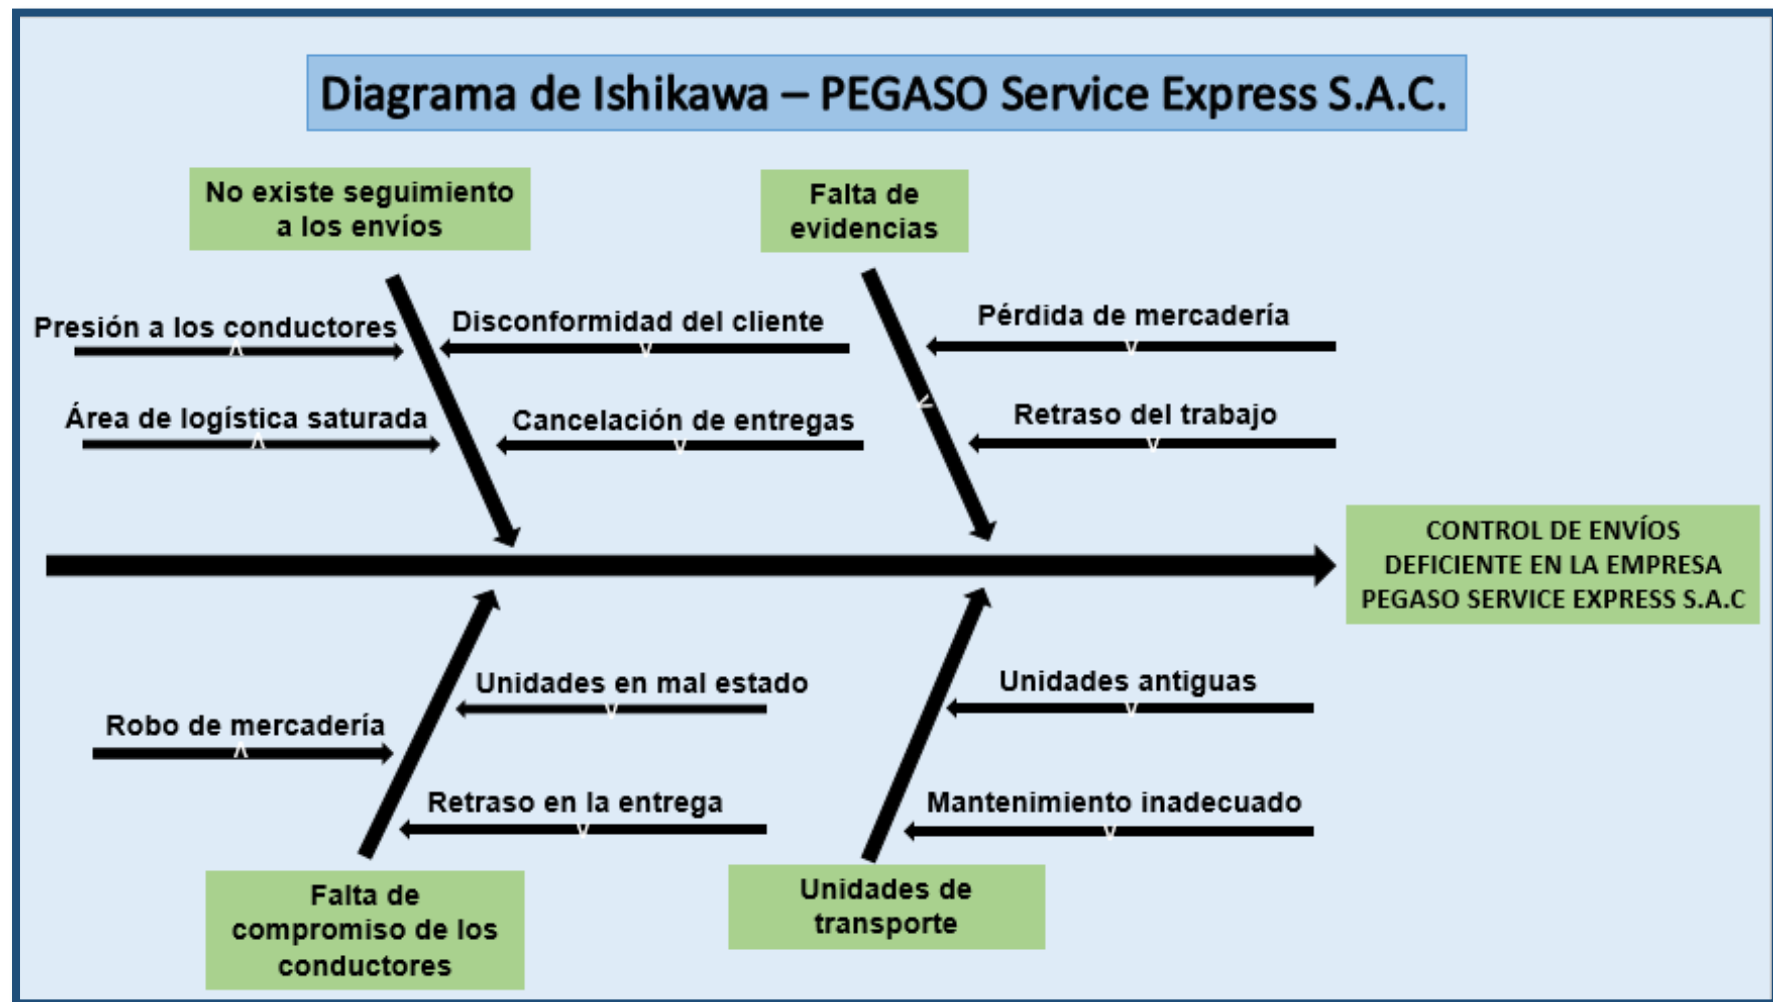 Diagrama de Ishikawa – PEGASO Service Express S.A.C.
No existe seguimiento
a los envíos
Falta de
evidencias
Presión a los conductores
Disconformidad del cliente
Pérdida de mercadería
Área de logística saturada
Cancelación de entregas
Retraso del trabajo
CONTROL DE ENVÍOS
DEFICIENTE EN LA EMPRESA
PEGASO SERVICE EXPRESS S.A.C
Robo de mercadería
Unidades en mal estado
Unidades antiguas
Retraso en la entrega
Mantenimiento inadecuado
Falta de
compromiso de los
conductores
Unidades de
transporte